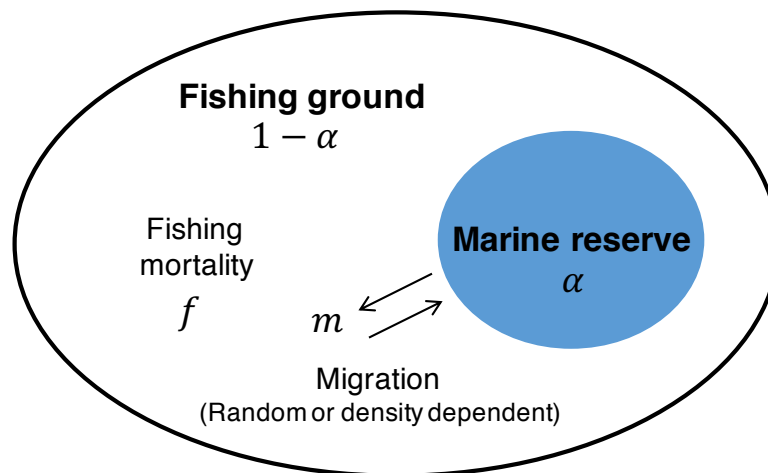 Fishing ground
1 − α
Marine reserve
α
Fishing
mortality
f
m
Migration
(Random or density dependent)